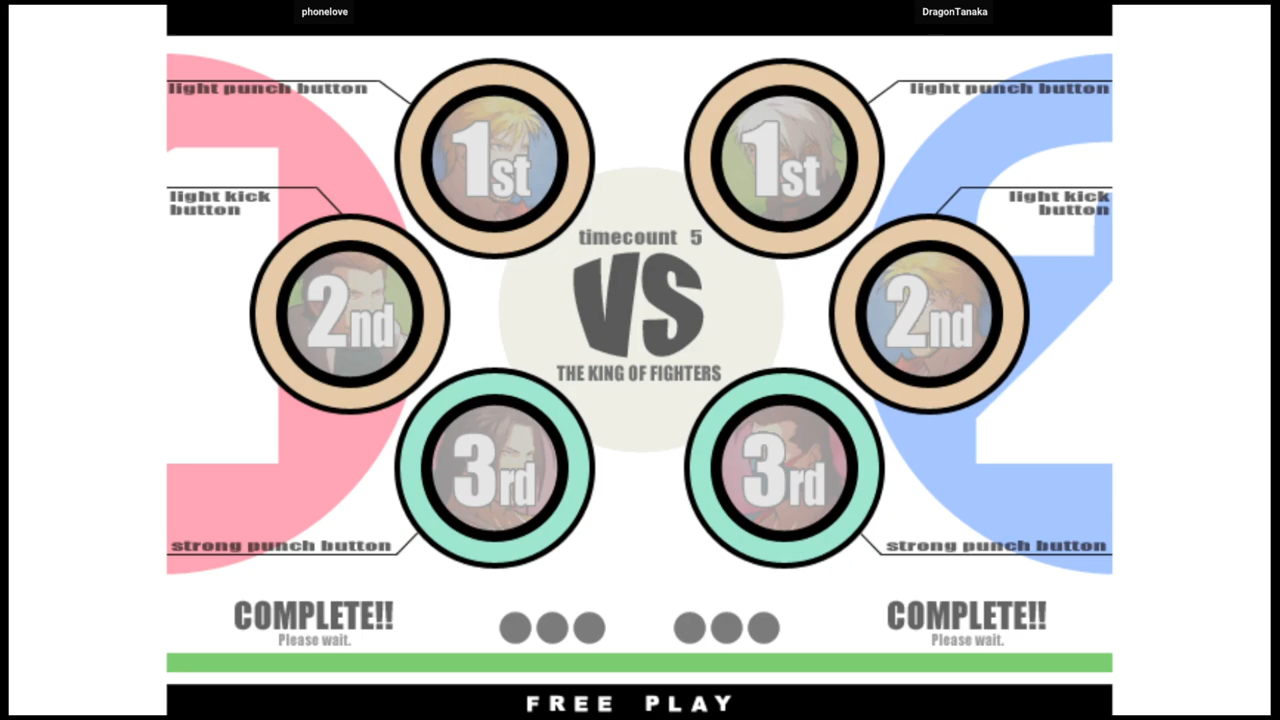 phonelove
DragonTanaka
light punch button
light punch button
1st
1st
light kick
button
light kick
button
timecount 5
VS
THE KING OF FIGHTERS
2nd
2nd
3rd
3rd
strong punch button
strong punch button
COMPLETE!!
Please wait.
COMPLETE!!
Please wait.
FREE PLAY